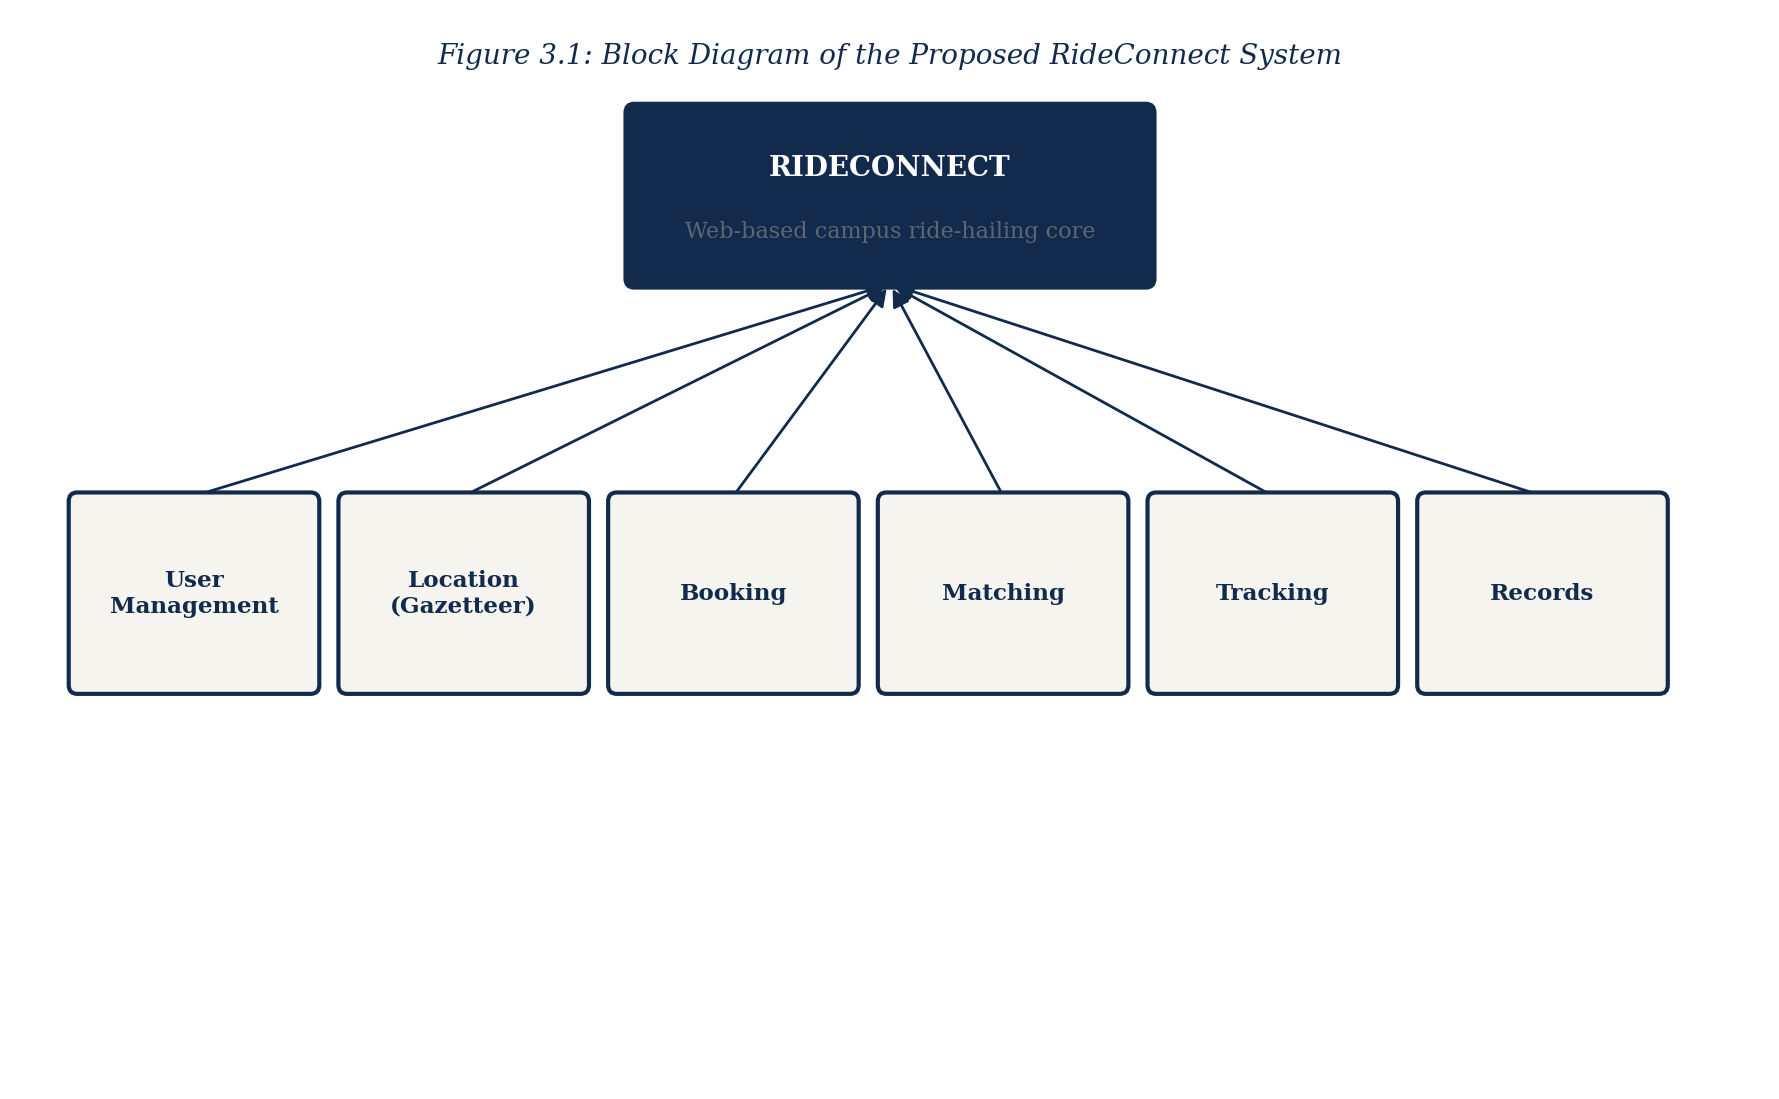 Figure 3.1: Block Diagram of the Proposed RideConnect System
RIDECONNECT
Web-based campus ride-hailing core
User
Management
Location
(Gazetteer)
Booking
Matching
Tracking
Records